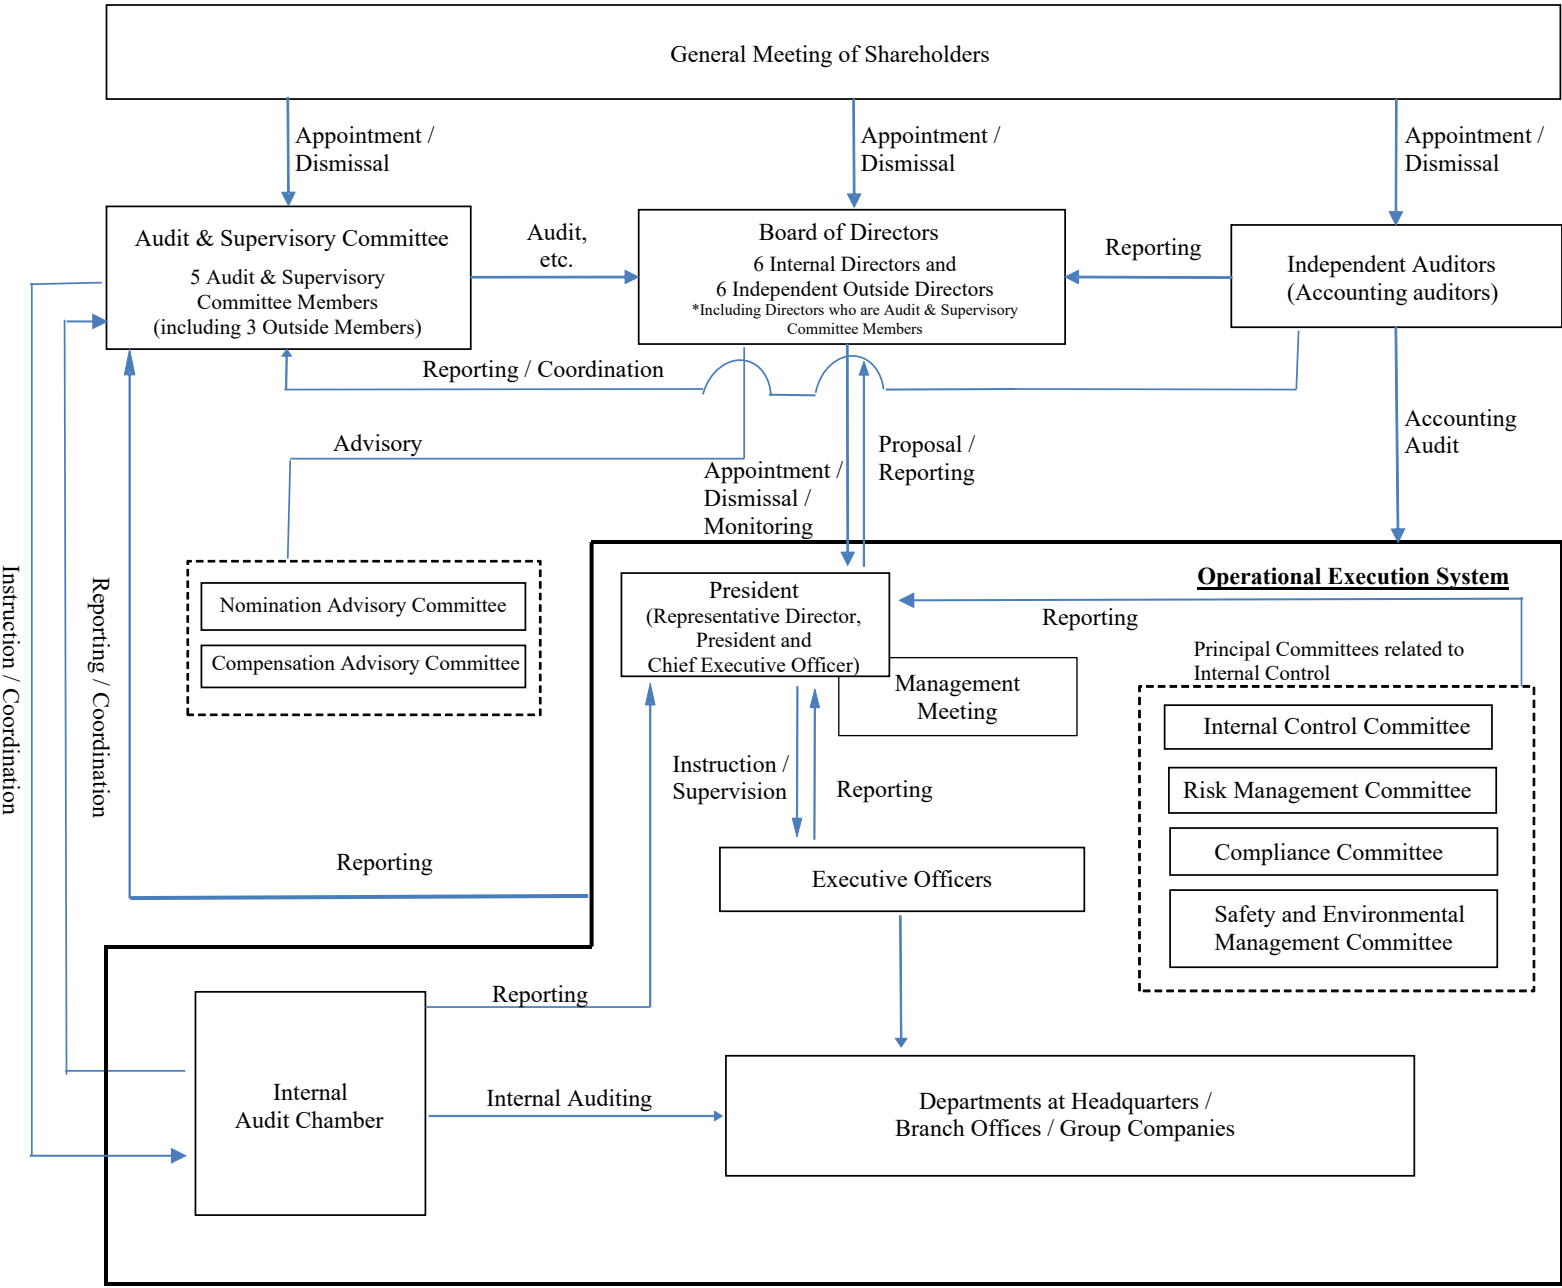 General Meeting of Shareholders
Appointment /
Dismissal
Appointment /
Dismissal
Appointment /
Dismissal
Audit & Supervisory Committee
5 Audit & Supervisory
Committee Members
(including 3 Outside Members)
Audit,
etc.
Board of Directors
6 Internal Directors and
6 Independent Outside Directors
*Including Directors who are Audit & Supervisory
Committee Members
Reporting
Independent Auditors
(Accounting auditors)
Reporting / Coordination
Advisory
Appointment /
Dismissal /
Monitoring
Proposal /
Reporting
Accounting
Audit
Instruction / Coordination
Reporting / Coordination
Nomination Advisory Committee
Compensation Advisory Committee
Operational Execution System
President
(Representative Director,
President and
Chief Executive Officer)
Reporting
Management
Meeting
Principal Committees related to
Internal Control
Internal Control Committee
Risk Management Committee
Compliance Committee
Safety and Environmental
Management Committee
Instruction /
Supervision
Reporting
Executive Officers
Reporting
Reporting
Internal
Audit Chamber
Internal Auditing
Departments at Headquarters /
Branch Offices / Group Companies